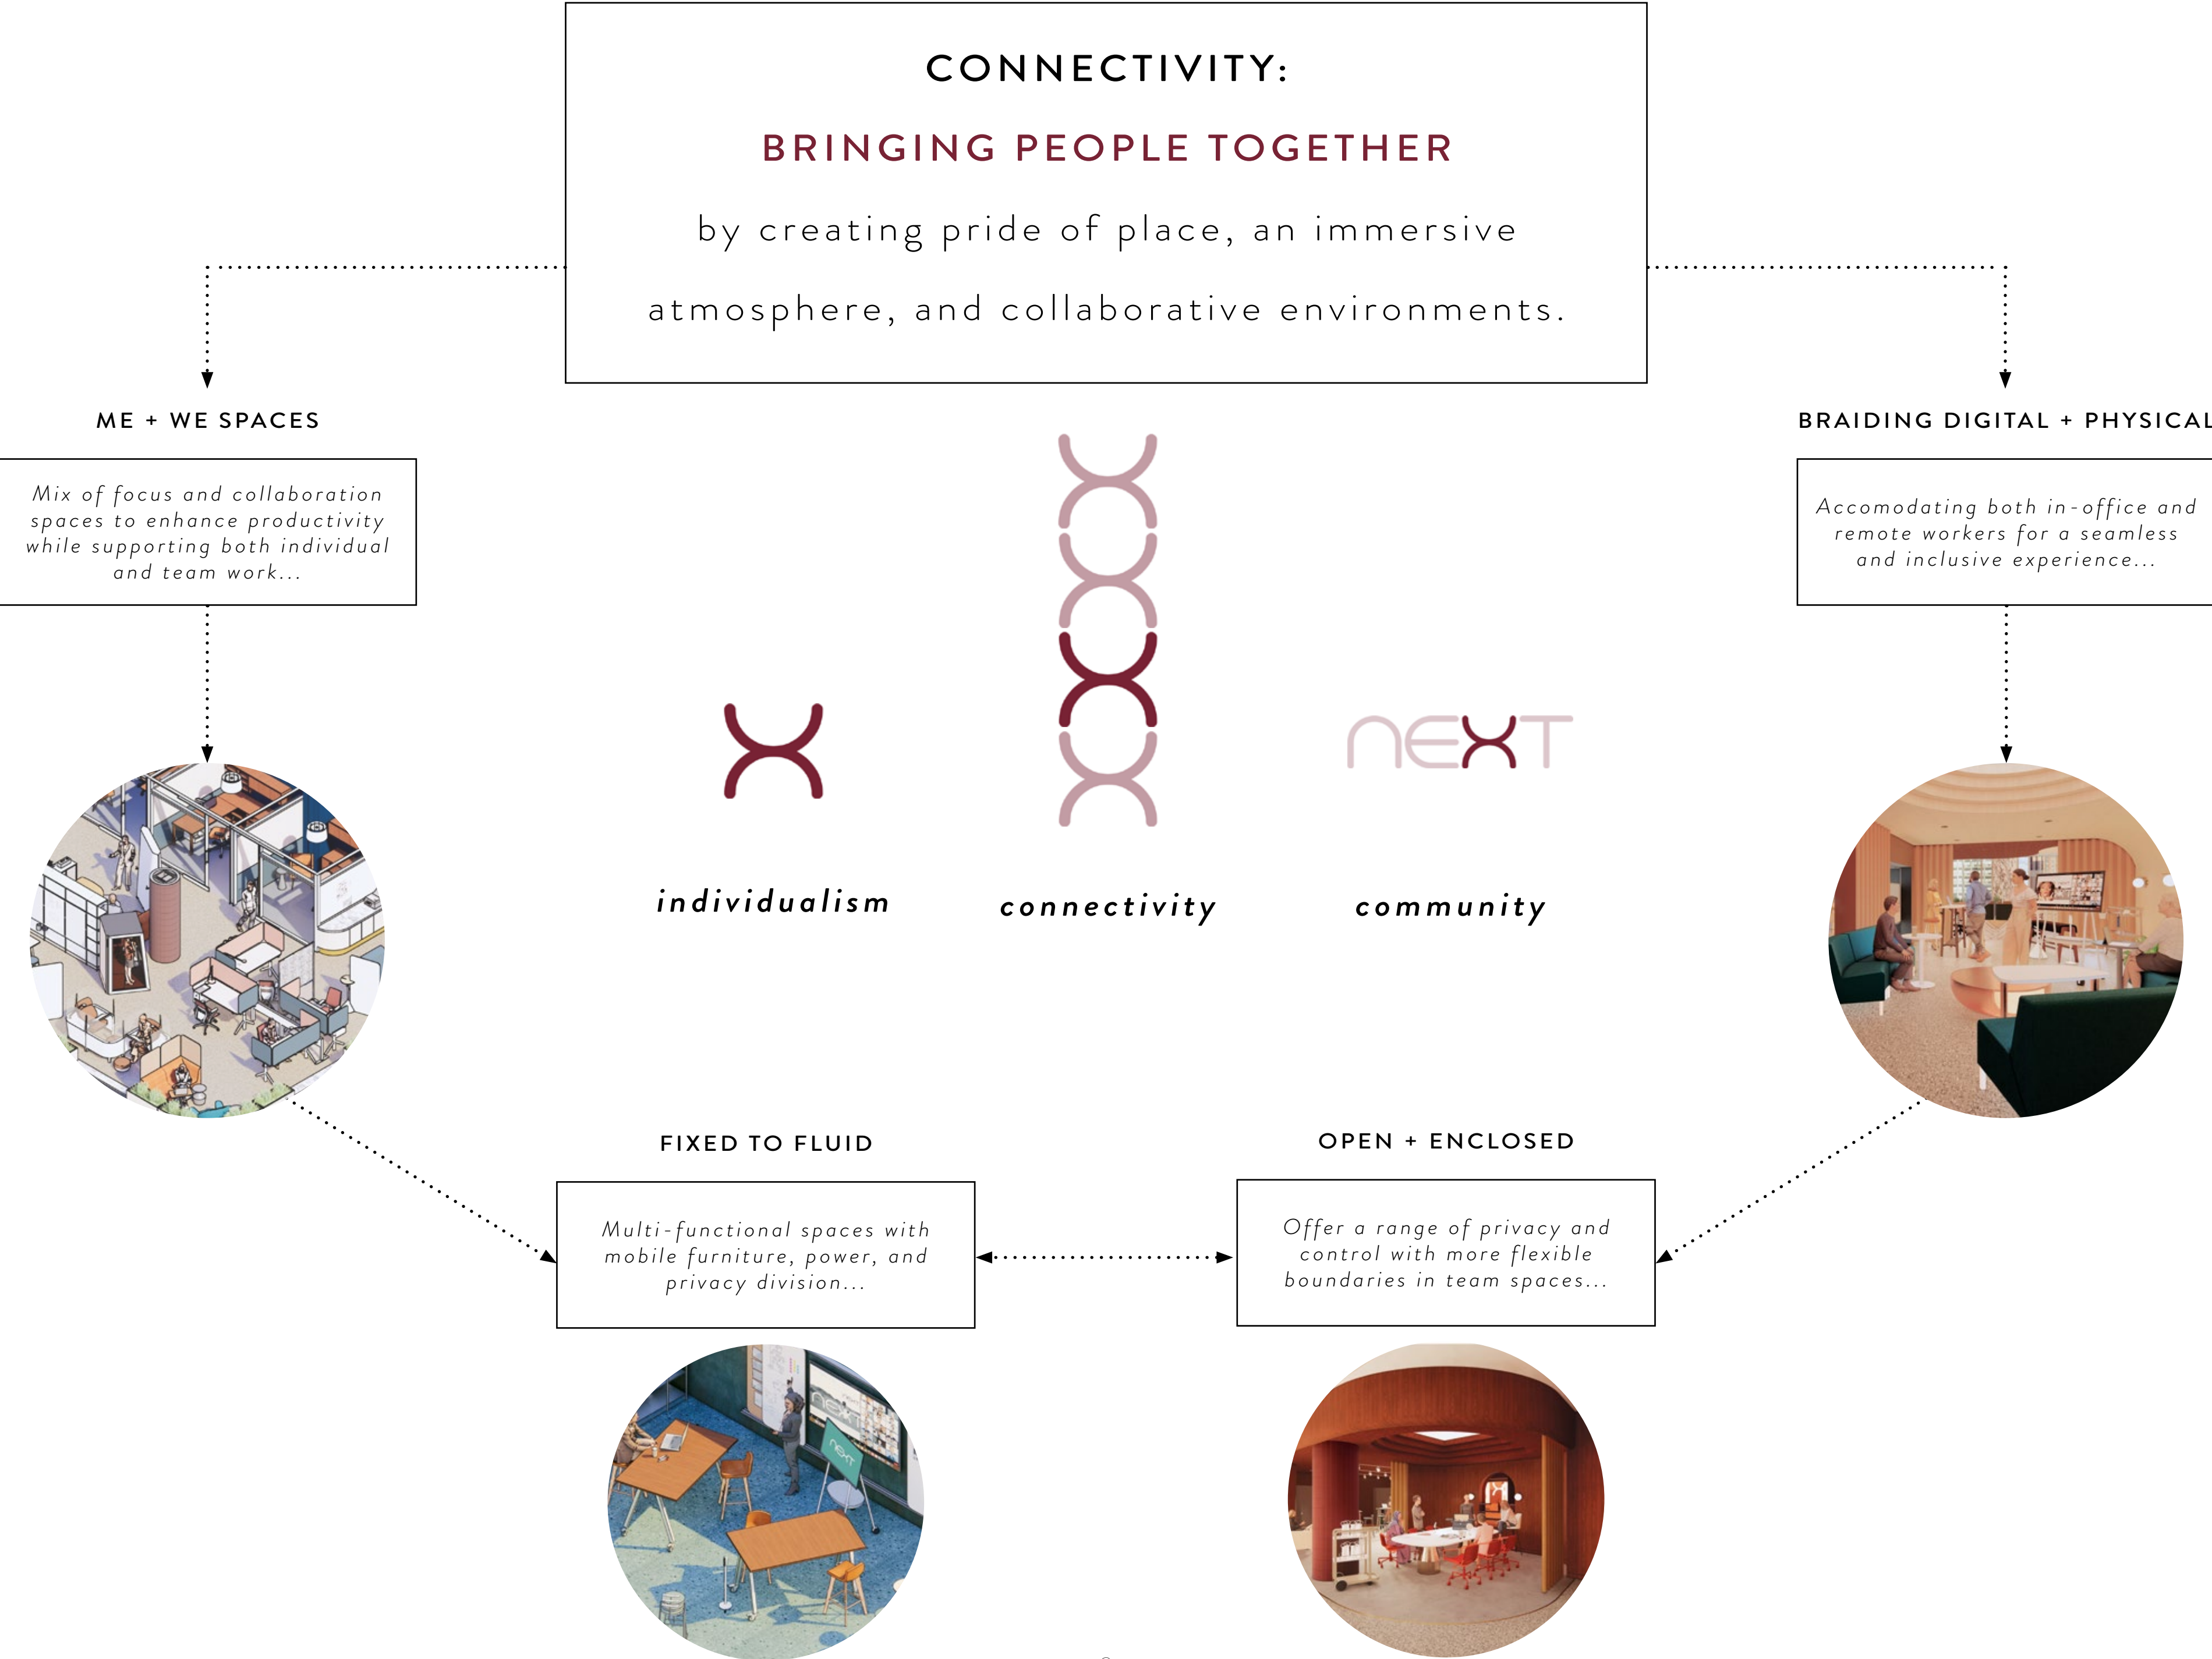 CONNECTIVITY:
BRINGING PEOPLE TOGETHER
by creating pride of place, an immersive
atmosphere, and collaborative environments.
ME + WE SPACES
Mix of focus and collaboration
spaces to enhance productivity
while supporting both individual
and team work...
BRAIDING DIGITAL + PHYSICAL
Accomodating both in-office and
remote workers for a seamless
and inclusive experience...
NEXT
individualism
connectivity
community
FIXED TO FLUID
Multi-functional spaces with
mobile furniture, power, and
privacy division...
OPEN + ENCLOSED
Offer a range of privacy and
control with more flexible
boundaries in team spaces...
NEXT
NEXT